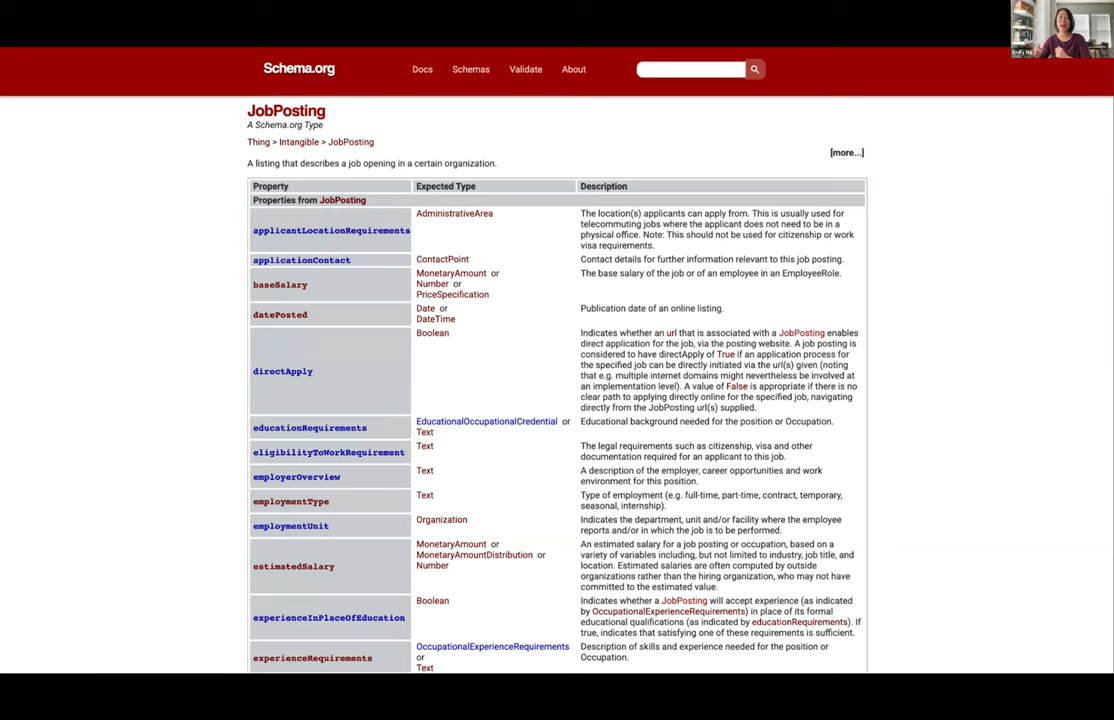 Emily Ma
Schema.org
Docs Schemas Validate About
JobPosting
A Schema.org Type
Thing > Intangible > JobPosting
[more...]
A listing that describes a job opening in a certain organization.
Property Expected Type Description
Properties from JobPosting
applicantLocationRequirements
AdministrativeArea
The location(s) applicants can apply from. This is usually used for
telecommuting jobs where the applicant does not need to be in a
physical office. Note: This should not be used for citizenship or work
visa requirements.
applicationContact
ContactPoint
Contact details for further information relevant to this job posting.
baseSalary
MonetaryAmount or
Number or
PriceSpecification
The base salary of the job or of an employee in an EmployeeRole.
datePosted
Date or
DateTime
Publication date of an online listing.
directApply
Boolean
Indicates whether an url that is associated with a JobPosting enables
direct application for the job, via the posting website. A job posting is
considered to have directApply of True if an application process for
the specified job can be directly initiated via the url(s) given (noting
that e.g. multiple internet domains might nevertheless be involved at
an implementation level). A value of False is appropriate if there is no
clear path to applying directly online for the specified job, navigating
directly from the JobPosting url(s) supplied.
educationRequirements
EducationalOccupationalCredential or
Text
Educational background needed for the position or Occupation.
eligibilityToWorkRequirement
Text
The legal requirements such as citizenship, visa and other
documentation required for an applicant to this job.
employerOverview
Text
A description of the employer, career opportunities and work
environment for this position.
employmentType
Text
Type of employment (e.g. full-time, part-time, contract, temporary,
seasonal, internship).
employmentUnit
Organization
Indicates the department, unit and/or facility where the employee
reports and/or in which the job is to be performed.
estimatedSalary
MonetaryAmount or
MonetaryAmountDistribution or
Number
An estimated salary for a job posting or occupation, based on a
variety of variables including, but not limited to industry, job title, and
location. Estimated salaries are often computed by outside
organizations rather than the hiring organization, who may not have
committed to the estimated value.
experienceInPlaceOfEducation
Boolean
Indicates whether a JobPosting will accept experience (as indicated
by OccupationalExperienceRequirements) in place of its formal
educational qualifications (as indicated by educationRequirements). If
true, indicates that satisfying one of these requirements is sufficient.
experienceRequirements
OccupationalExperienceRequirements
or
Text
Description of skills and experience needed for the position or
Occupation.